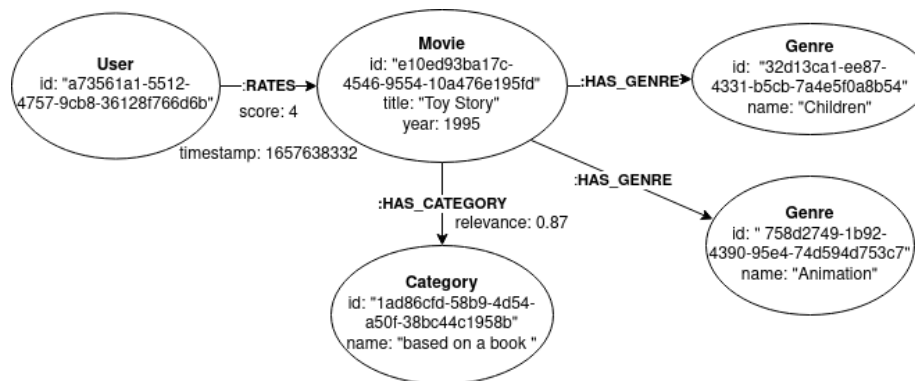 User
id: "a73561a1-5512-
4757-9cb8-36128f766d6b"
:RATES
score: 4
timestamp: 1657638332
Movie
id: "e10ed93ba17c-
4546-9554-10a476e195fd"
title: "Toy Story"
year: 1995
:HAS_GENRE
Genre
id: "32d13ca1-ee87-
4331-b5cb-7a4e5f0a8b54"
name: "Children"
:HAS_GENRE
Genre
id: " 758d2749-1b92-
4390-95e4-74d594d753c7"
name: "Animation"
:HAS_CATEGORY
relevance: 0.87
Category
id: "1ad86cfd-58b9-4d54-
a50f-38bc44c1958b"
name: "based on a book "